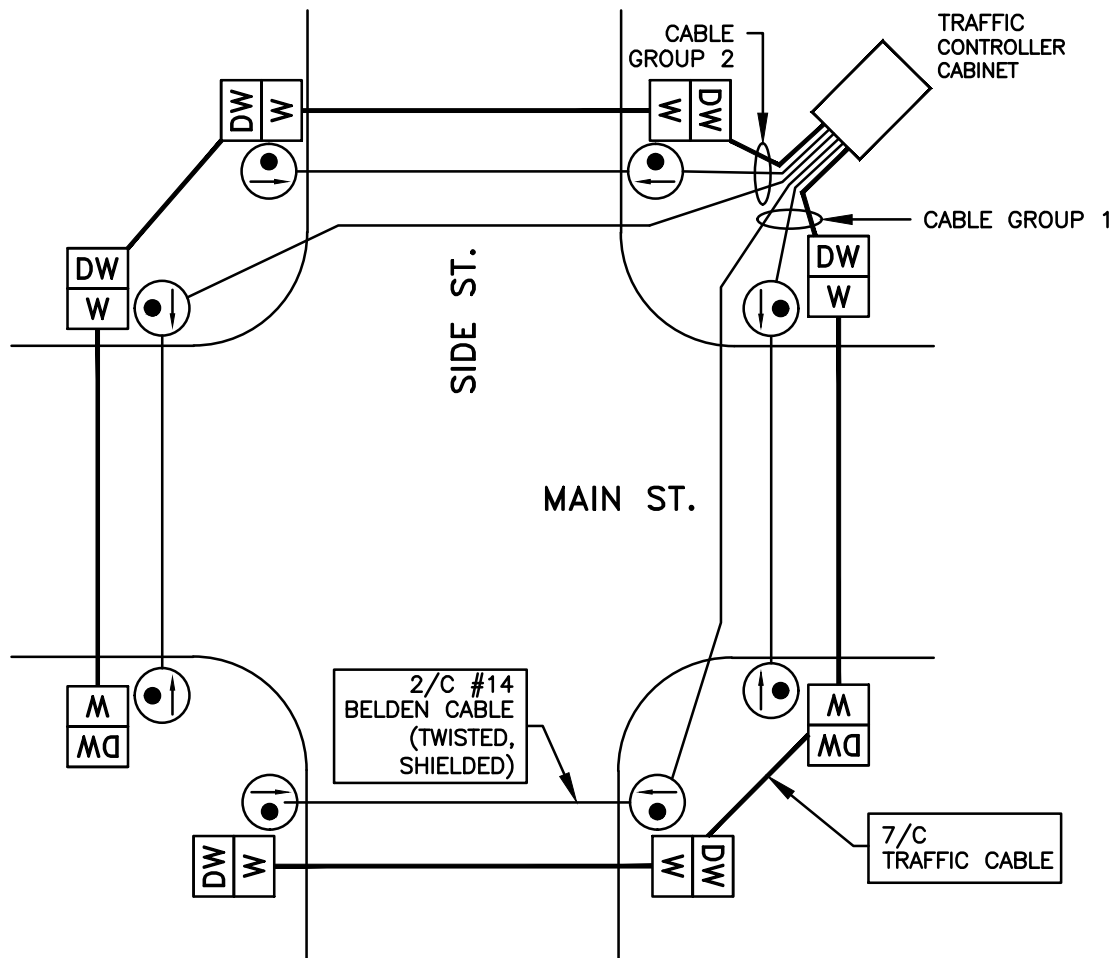 CABLE
GROUP 2
TRAFFIC
CONTROLLER
CABINET
DW W
W DW
CABLE GROUP 1
DW
W
DW
W
SIDE ST.
MAIN ST.
2/C #14
BELDEN CABLE
(TWISTED,
SHIELDED)
W
DW
W
DW
7/C
TRAFFIC CABLE
DW W
W DW